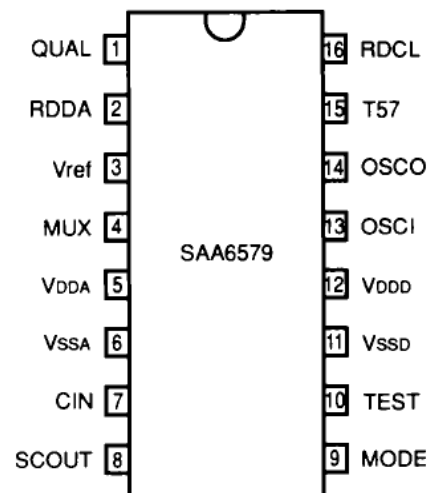 QUAL 1 16 RDCL
RDDA 2 15 T57
Vref 3 14 OSCO
MUX 4 13 OSCI
SAA6579
VDDA 5 12 VDDD
VSSA 6 11 VSSD
CIN 7 10 TEST
SCOUT 8 9 MODE